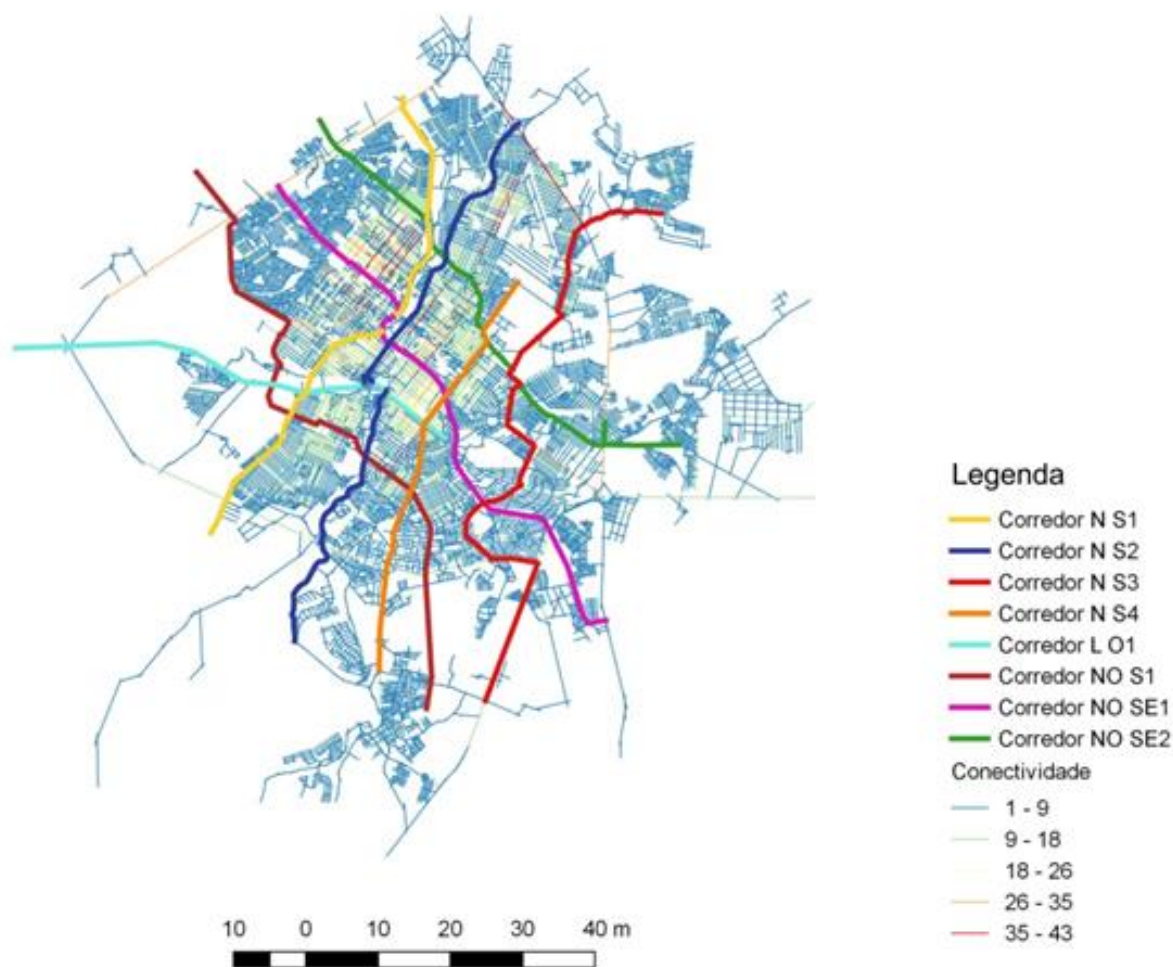 Legenda
Corredor N S1
Corredor N S2
Corredor N S3
Corredor N S4
Corredor L O1
Corredor NO S1
Corredor NO SE1
Corredor NO SE2
Conectividade
1 - 9
9 - 18
18 - 26
26 - 35
35 - 43
10 0 10 20 30 40 m